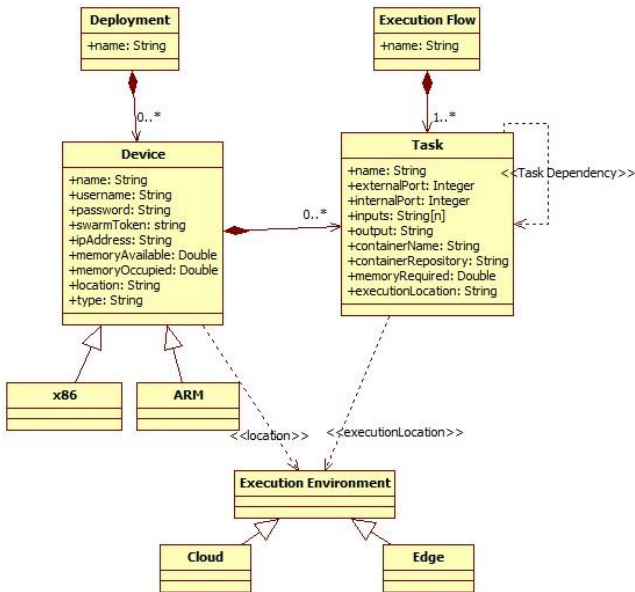 Deployment
+name: String
Execution Flow
+name: String
0..*
1..*
Device
+name: String
+username: String
+password: String
+swarmToken: string
+ipAddress: String
+memoryAvailable: Double
+memoryOccupied: Double
+location: String
+type: String
0..*
Task
+name: String
+externalPort: Integer
+internalPort: Integer
+inputs: String[n]
+output: String
+containerName: String
+containerRepository: String
+memoryRequired: Double
+executionLocation: String
<<Task Dependency>>
x86
ARM
<<location>>
<<executionLocation>>
Execution Environment
Cloud
Edge